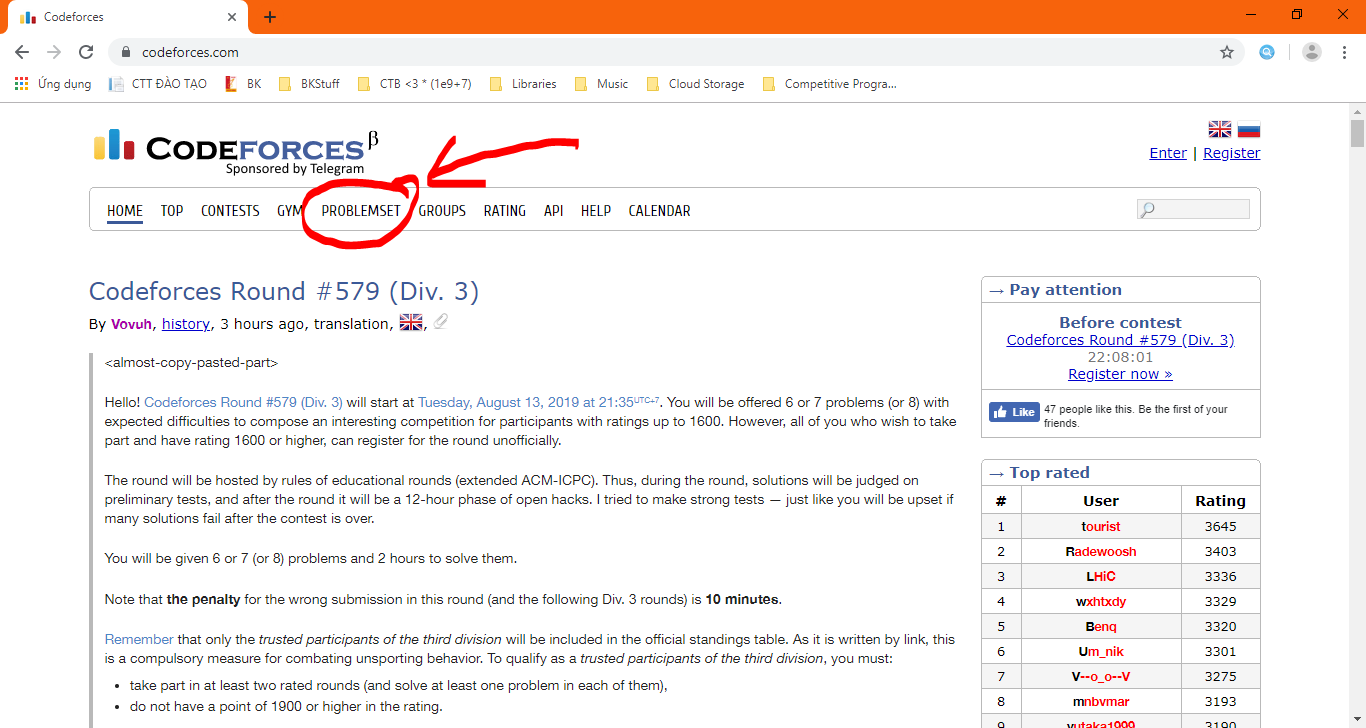 Codeforces
codeforces.com
Ứng dụng CTT ĐÀO TẠO BK BKStuff CTB <3 * (1e9+7) Libraries Music Cloud Storage Competitive Progra...
CODEFORCES β
Sponsored by Telegram
Enter | Register
HOME TOP CONTESTS GYM PROBLEMSET GROUPS RATING API HELP CALENDAR
Codeforces Round #579 (Div. 3)
By Vovuh, history, 3 hours ago, translation,
<almost-copy-pasted-part>
Hello! Codeforces Round #579 (Div. 3) will start at Tuesday, August 13, 2019 at 21:35UTC+7. You will be offered 6 or 7 problems (or 8) with
expected difficulties to compose an interesting competition for participants with ratings up to 1600. However, all of you who wish to take
part and have rating 1600 or higher, can register for the round unofficially.
The round will be hosted by rules of educational rounds (extended ACM-ICPC). Thus, during the round, solutions will be judged on
preliminary tests, and after the round it will be a 12-hour phase of open hacks. I tried to make strong tests — just like you will be upset if
many solutions fail after the contest is over.
You will be given 6 or 7 (or 8) problems and 2 hours to solve them.
Note that the penalty for the wrong submission in this round (and the following Div. 3 rounds) is 10 minutes.
Remember that only the trusted participants of the third division will be included in the official standings table. As it is written by link, this
is a compulsory measure for combating unsporting behavior. To qualify as a trusted participants of the third division, you must:
• take part in at least two rated rounds (and solve at least one problem in each of them),
• do not have a point of 1900 or higher in the rating.
→ Pay attention
Before contest
Codeforces Round #579 (Div. 3)
22:08:01
Register now »
Like 47 people like this. Be the first of your
friends.
→ Top rated
# User Rating
1 tourist 3645
2 Radewoosh 3403
3 LHiC 3336
4 wxhtxdy 3329
5 Benq 3320
6 Um_nik 3301
7 V--o_o--V 3275
8 mnbvmar 3193
9 yutaka1999 3190